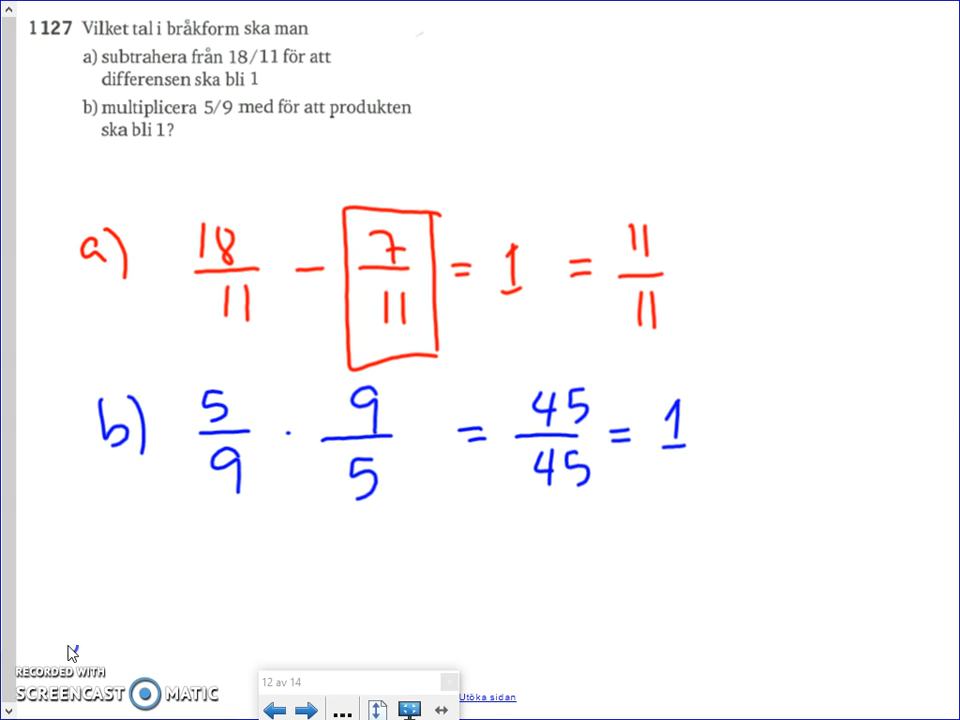 1127 Vilket tal i bråkform ska man
a) subtrahera från 18/11 för att
differensen ska bli 1
b) multiplicera 5/9 med för att produkten
ska bli 1?
a) 18/11 - 7/11 = 1 = 11/11
b) 5/9 · 9/5 = 45/45 = 1
RECORDED WITH
SCREENCAST MATIC
12 av 14
Utöka sidan